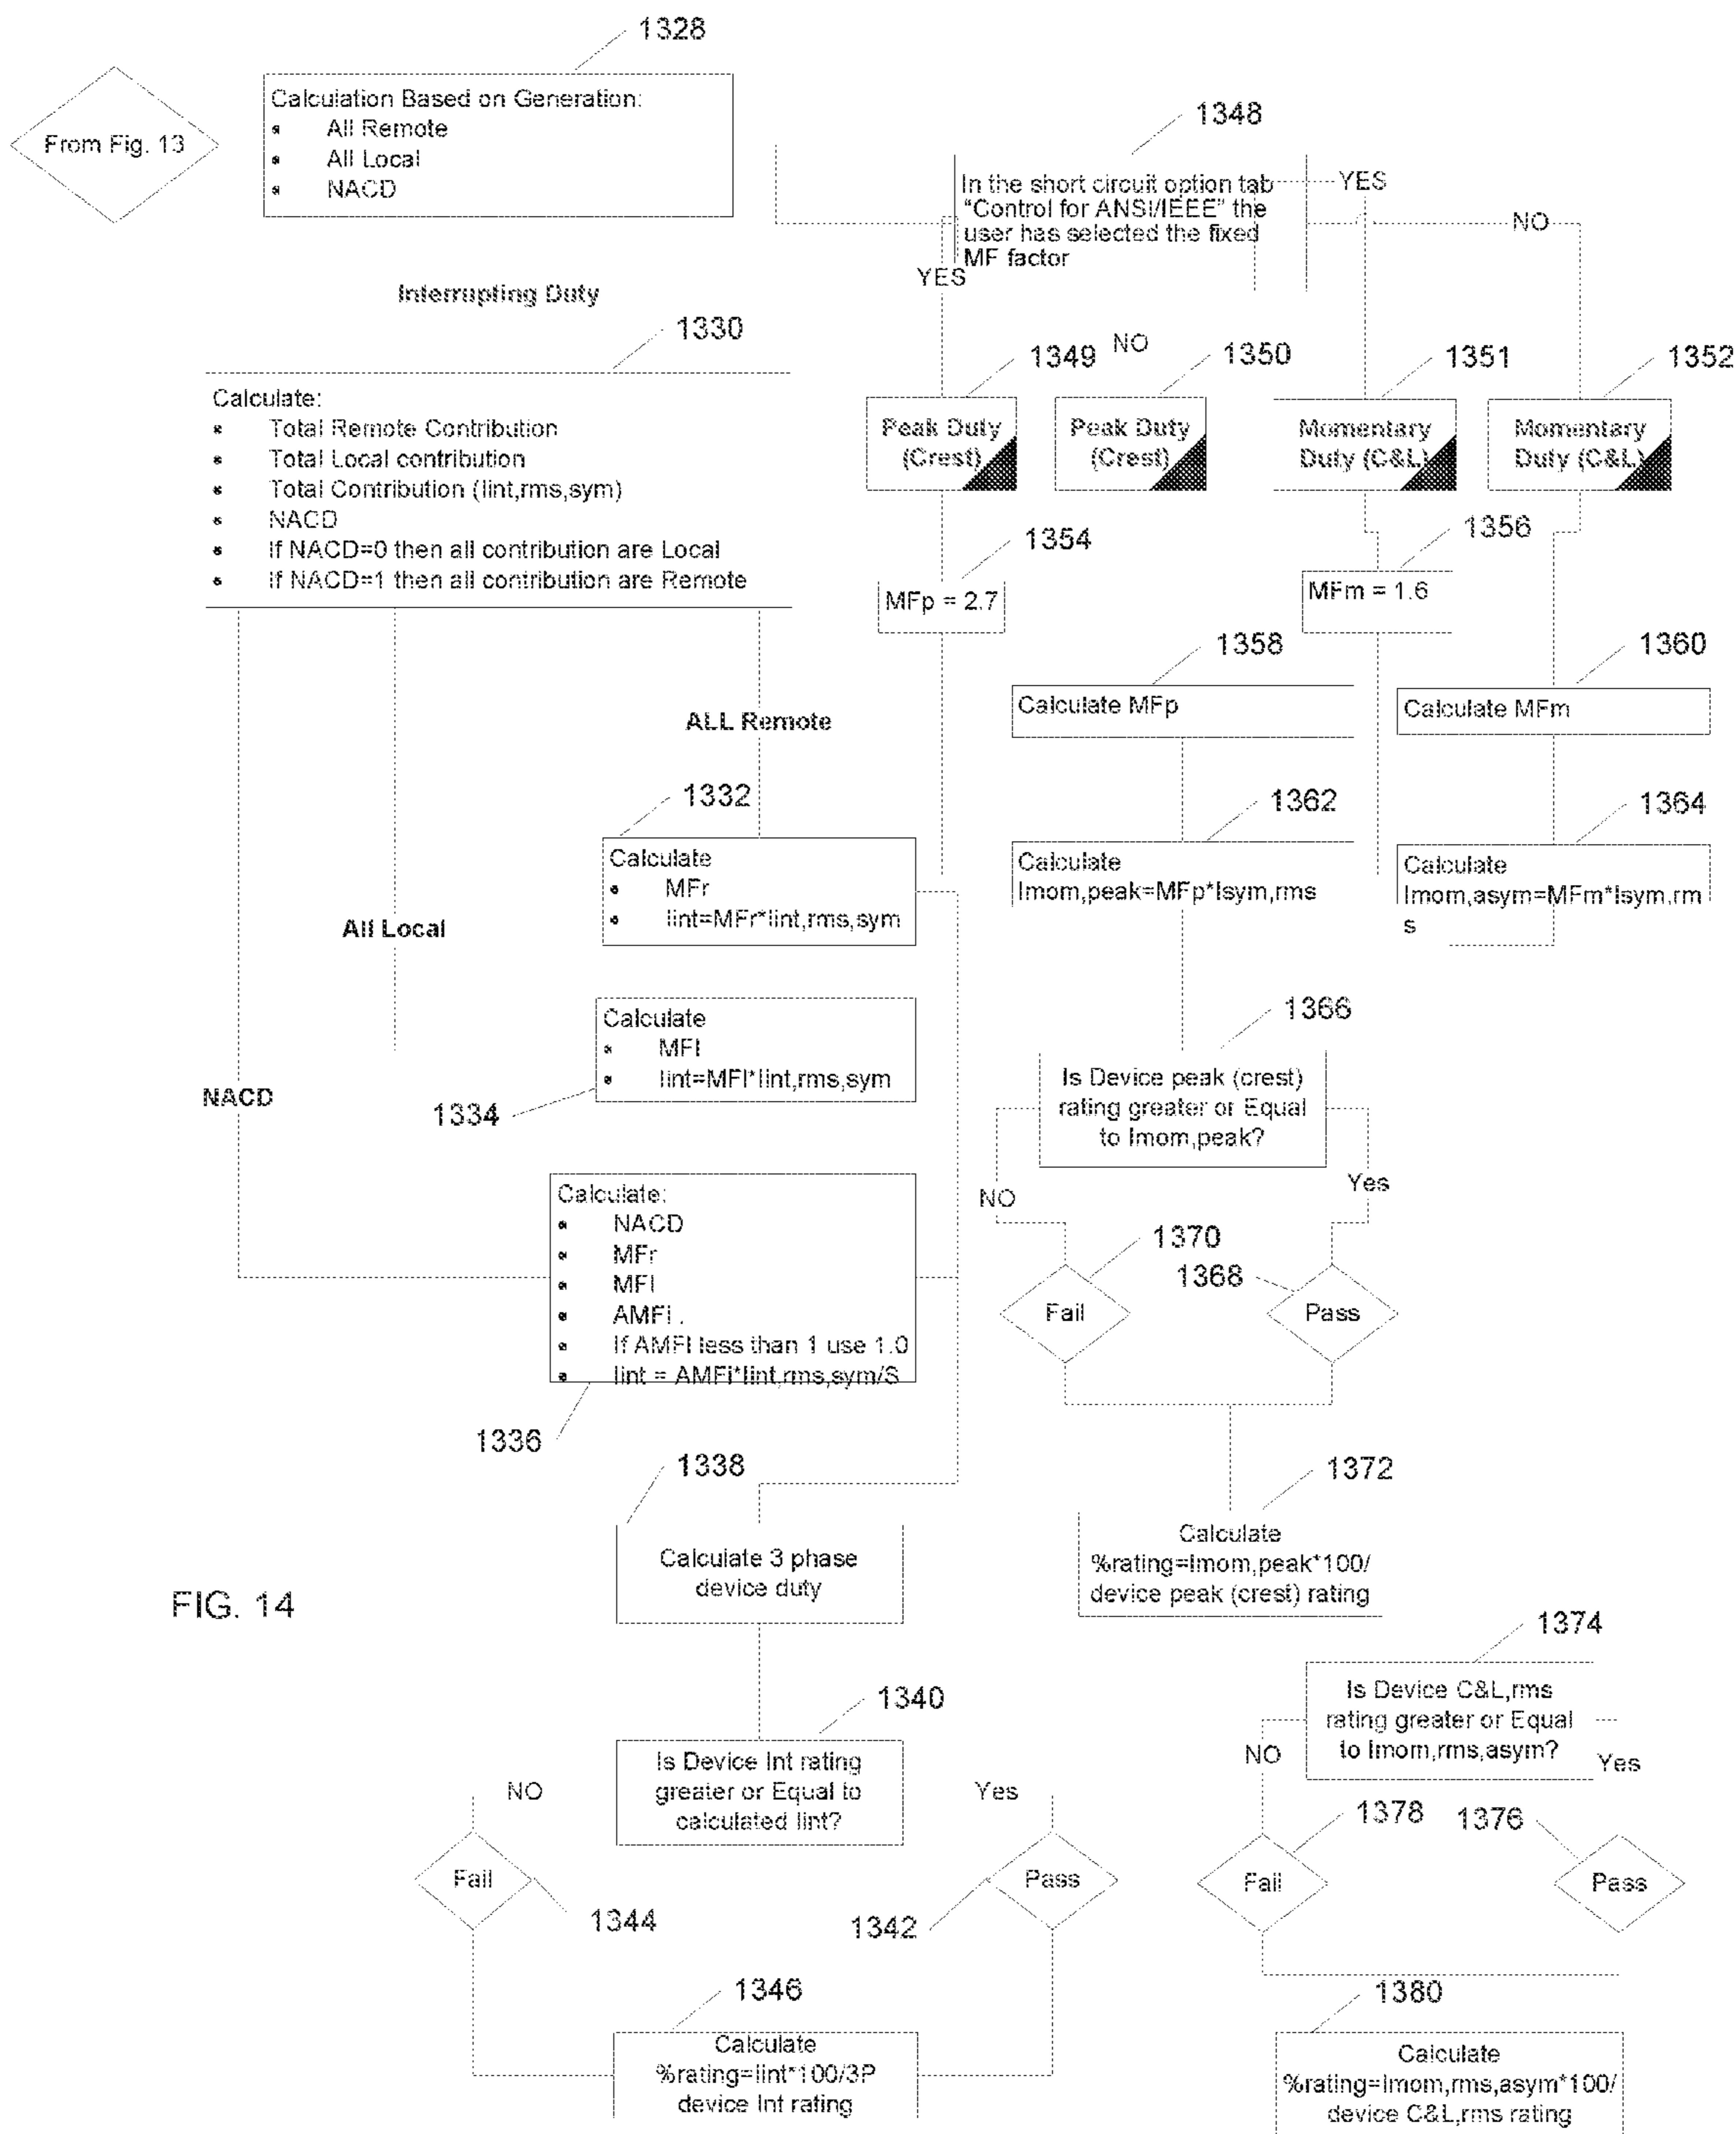 1328
From Fig. 13
Calculation Based on Generation:
All Remote
All Local
NACD
1348
In the short circuit option tab
"Control for ANSI/IEEE" the
user has selected the fixed
MF factor
YES
NO
YES
Interrupting Duty
1330
1349
NO
1350
1351
1352
Calculate:
Total Remote Contribution
Total Local contribution
Total Contribution (Iint,rms,sym)
NACD
If NACD=0 then all contribution are Local
If NACD=1 then all contribution are Remote
Peak Duty
(Crest)
Peak Duty
(Crest)
Momentary
Duty (C&L)
Momentary
Duty (C&L)
1354
1356
MFp = 2.7
MFm = 1.6
1358
1360
Calculate MFp
Calculate MFm
ALL Remote
1332
1362
1364
Calculate
MFr
Iint=MFr*Iint,rms,sym
Calculate
Imom,peak=MFp*Isym,rms
Calculate
Imom,asym=MFm*Isym,rm
s
All Local
Calculate
MFl
Iint=MFl*Iint,rms,sym
1334
NACD
1366
Is Device peak (crest)
rating greater or Equal
to Imom,peak?
NO
Yes
Calculate:
NACD
MFr
MFl
AMFi .
If AMFI less than 1 use 1.0
Iint = AMFi*Iint,rms,sym/S
1336
1370
1368
Fail
Pass
1338
1372
Calculate 3 phase
device duty
Calculate
%rating=Imom,peak*100/
device peak (crest) rating
FIG. 14
1374
1340
Is Device C&L,rms
rating greater or Equal
to Imom,rms,asym?
NO
Yes
Is Device Int rating
greater or Equal to
calculated Iint?
NO
Yes
1378
1376
Fail
Pass
Fail
Pass
1344
1342
1346
1380
Calculate
%rating=Iint*100/3P
device Int rating
Calculate
%rating=Imom,rms,asym*100/
device C&L,rms rating